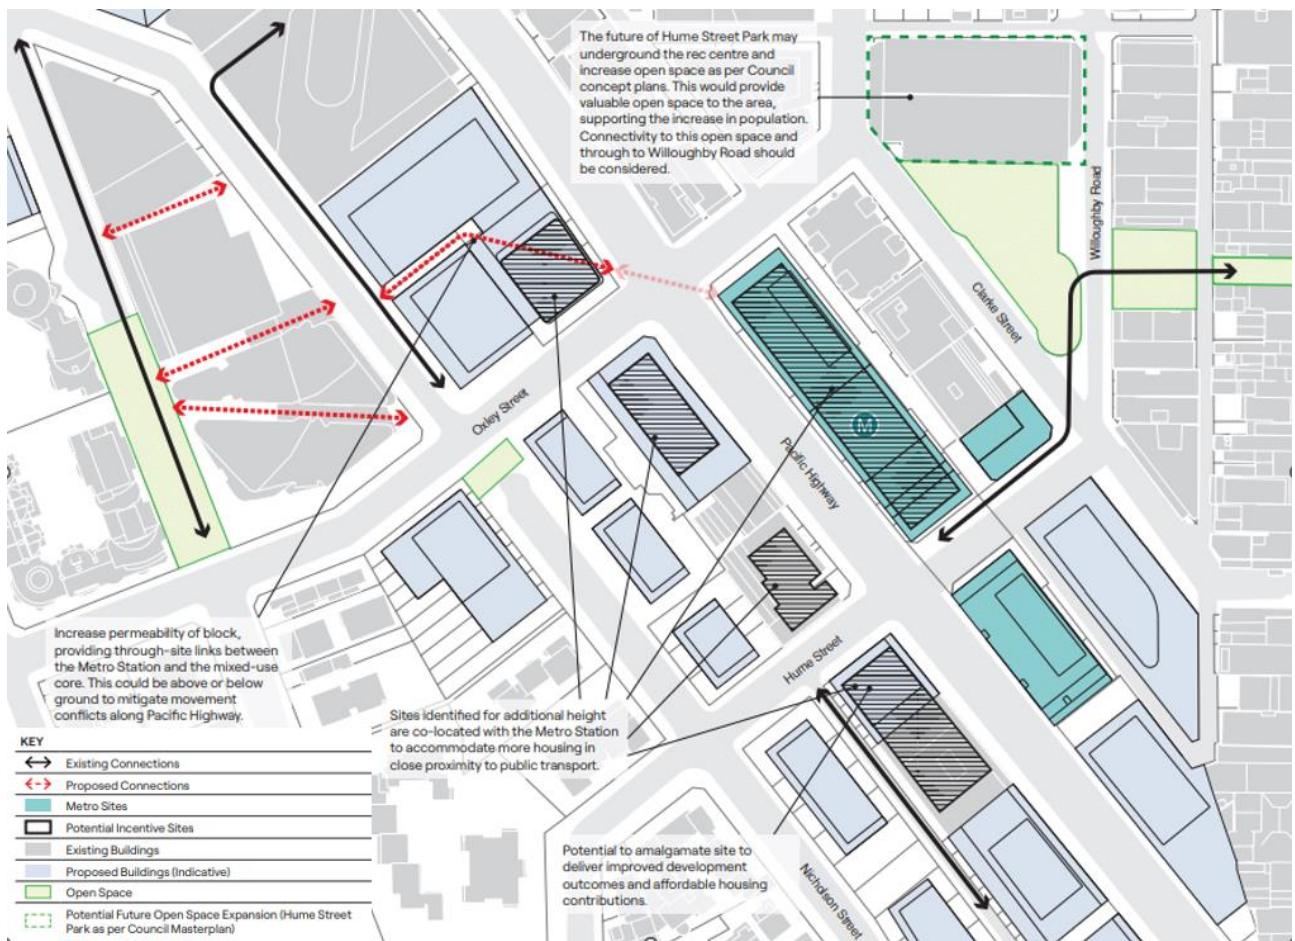 The future of Hume Street Park may
underground the rec centre and
increase open space as per Council
concept plans. This would provide
valuable open space to the area,
supporting the increase in population.
Connectivity to this open space and
through to Willoughby Road should
be considered.
Willoughby Road
Clarke Street
Oxley Street
Pacific Highway
M
Hume Street
Nicholson Street
Increase permeability of block,
providing through-site links between
the Metro Station and the mixed-use
core. This could be above or below
ground to mitigate movement
conflicts along Pacific Highway.
Sites identified for additional height
are co-located with the Metro Station
to accommodate more housing in
close proximity to public transport.
Potential to amalgamate site to
deliver improved development
outcomes and affordable housing
contributions.
KEY
Existing Connections
Proposed Connections
Metro Sites
Potential Incentive Sites
Existing Buildings
Proposed Buildings (Indicative)
Open Space
Potential Future Open Space Expansion (Hume Street
Park as per Council Masterplan)